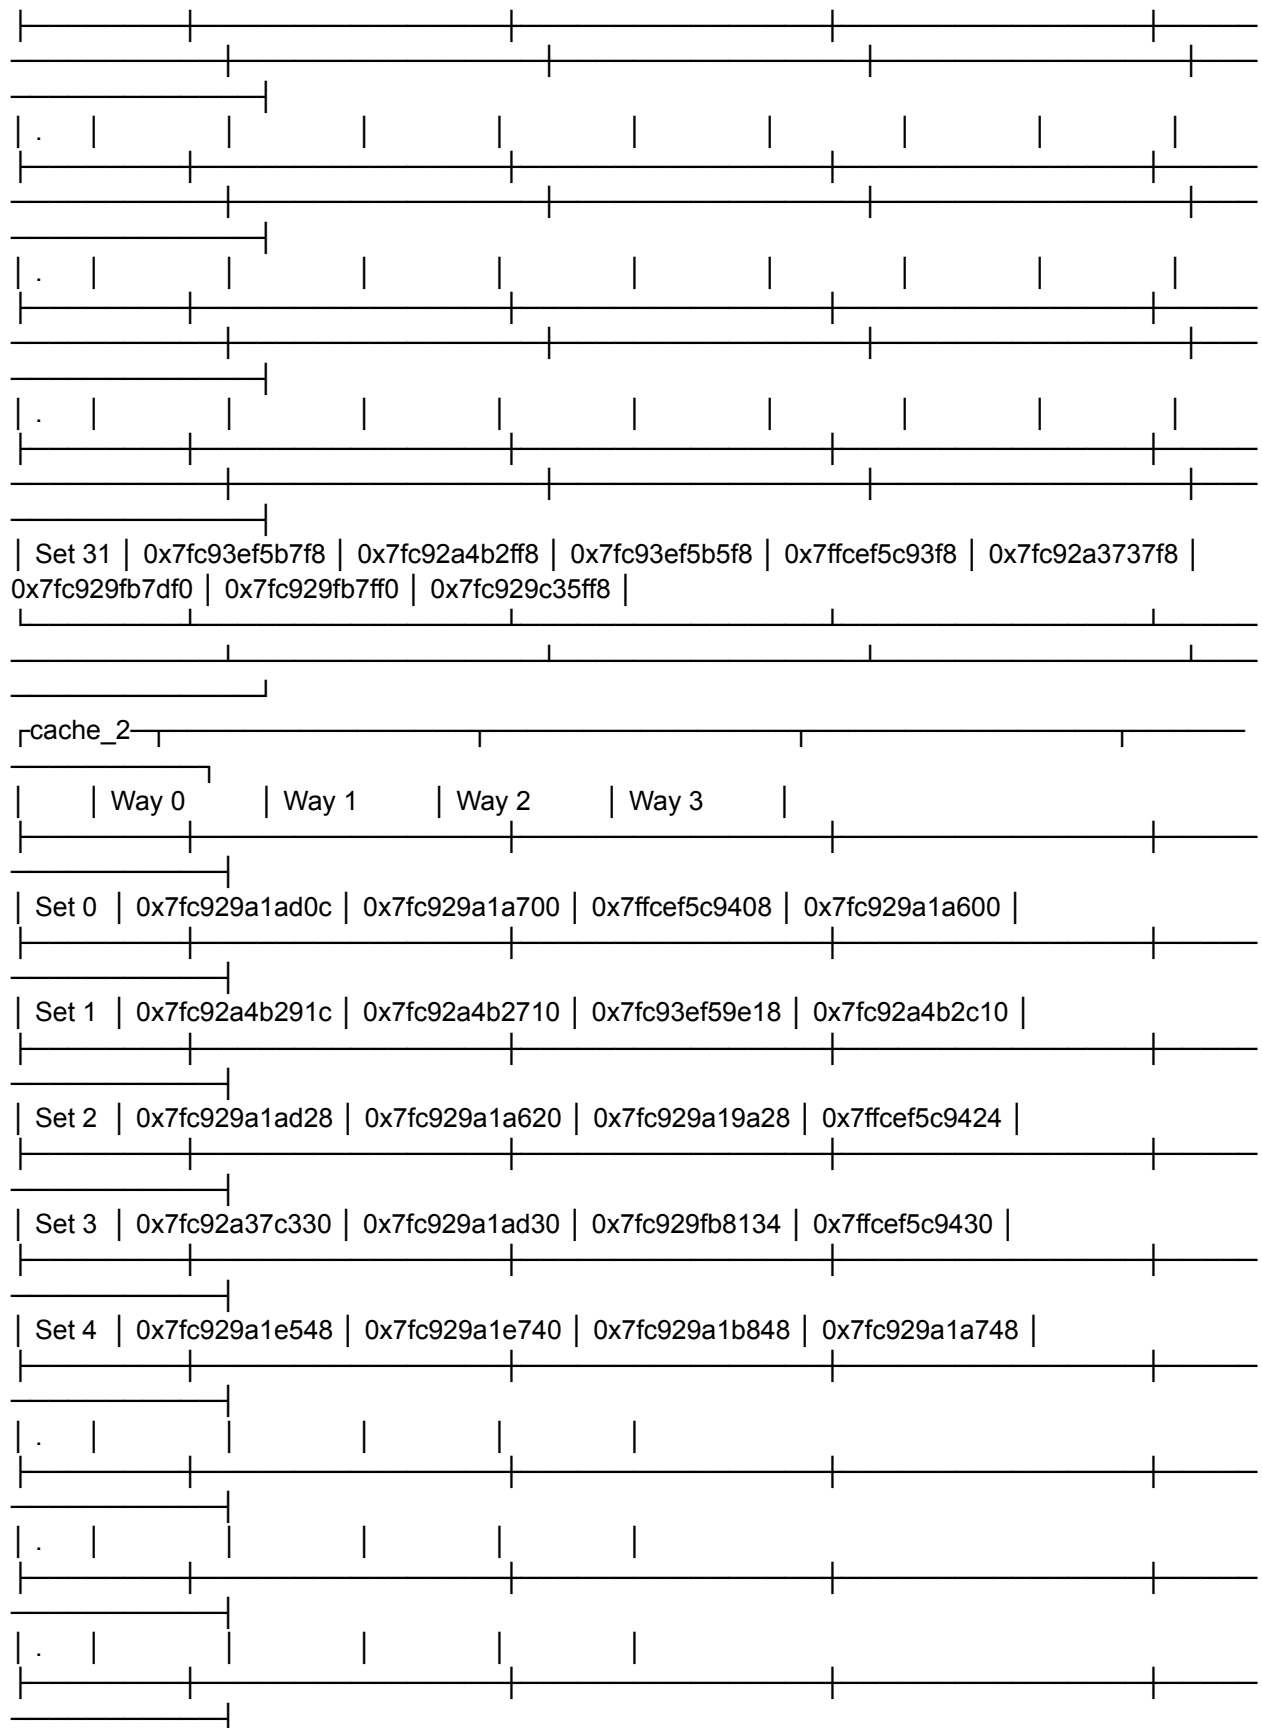 │ . │ │ │ │ │ │ │ │ │
│ . │ │ │ │ │ │ │ │ │
│ . │ │ │ │ │ │ │ │ │
│ Set 31 │ 0x7fc93ef5b7f8 │ 0x7fc92a4b2ff8 │ 0x7fc93ef5b5f8 │ 0x7ffcef5c93f8 │ 0x7fc92a3737f8 │
0x7fc929fb7df0 │ 0x7fc929fb7ff0 │ 0x7fc929c35ff8 │
cache_2
│ │ Way 0 │ Way 1 │ Way 2 │ Way 3 │
│ Set 0 │ 0x7fc929a1ad0c │ 0x7fc929a1a700 │ 0x7ffcef5c9408 │ 0x7fc929a1a600 │
│ Set 1 │ 0x7fc92a4b291c │ 0x7fc92a4b2710 │ 0x7fc93ef59e18 │ 0x7fc92a4b2c10 │
│ Set 2 │ 0x7fc929a1ad28 │ 0x7fc929a1a620 │ 0x7fc929a19a28 │ 0x7ffcef5c9424 │
│ Set 3 │ 0x7fc92a37c330 │ 0x7fc929a1ad30 │ 0x7fc929fb8134 │ 0x7ffcef5c9430 │
│ Set 4 │ 0x7fc929a1e548 │ 0x7fc929a1e740 │ 0x7fc929a1b848 │ 0x7fc929a1a748 │
│ . │ │ │ │ │
│ . │ │ │ │ │
│ . │ │ │ │ │